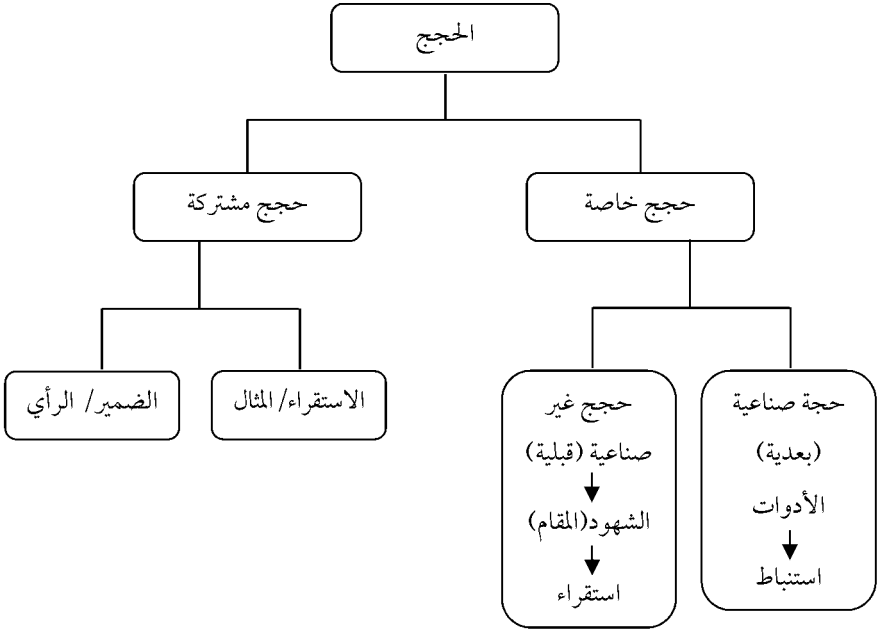 الحجج
حجج خاصة
حجج مشتركة
حجة صناعية
(بعدية)
الأدوات
استنباط
حجج غير
صناعية (قبلية)
الشهود(المقام)
استقراء
الاستقراء/ المثال
الضمير/ الرأي